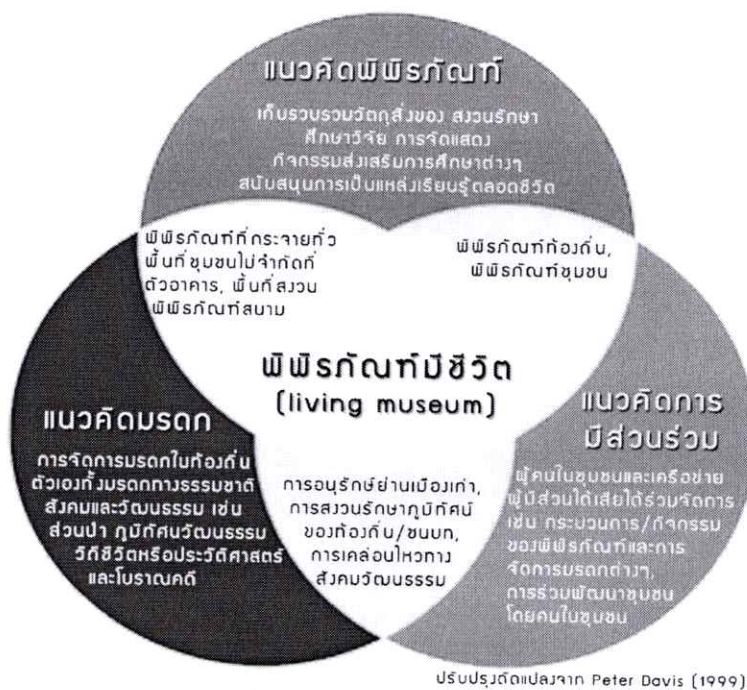 แนวคิดพิพิธภัณฑ์
เก็บรวบรวมวัตถุสิ่งของ สงวนรักษา
ศึกษาวิจัย การจัดแสดง
กิจกรรมส่งเสริมการศึกษาต่างๆ
สนับสนุนการเป็นแหล่งเรียนรู้ตลอดชีวิต
พิพิธภัณฑ์ที่กระจายทั่ว
พื้นที่ชุมชนไม่จำกัดที่
ตัวอาคาร, พื้นที่สงวน
พิพิธภัณฑ์สนาม
พิพิธภัณฑ์ท้องถิ่น,
พิพิธภัณฑ์ชุมชน
พิพิธภัณฑ์มีชีวิต
(living museum)
แนวคิดมรดก
การจัดการมรดกในท้องถิ่น
ตัวเองทั้งมรดกทางธรรมชาติ
สังคมและวัฒนธรรม เช่น
ส่วนป่า ภูมิทัศนวัฒนธรรม
วิถีชีวิตหรือประวัติศาสตร์
และโบราณคดี
การอนุรักษ์ย่านเมืองเก่า,
การสงวนรักษาภูมิทัศน์
ของท้องถิ่น/ชนบท,
การเคลื่อนไหวทาง
สังคมวัฒนธรรม
แนวคิดการ
มีส่วนร่วม
ผู้คนในชุมชนและเครือข่าย
ผู้มีส่วนได้เสียได้ร่วมจัดการ
เช่น กระบวนการ/กิจกรรม
ของพิพิธภัณฑ์และการ
จัดการมรดกต่างๆ,
การร่วมพัฒนาชุมชน
โดยคนในชุมชน
ปรับปรุงดัดแปลงจาก Peter Davis (1999)